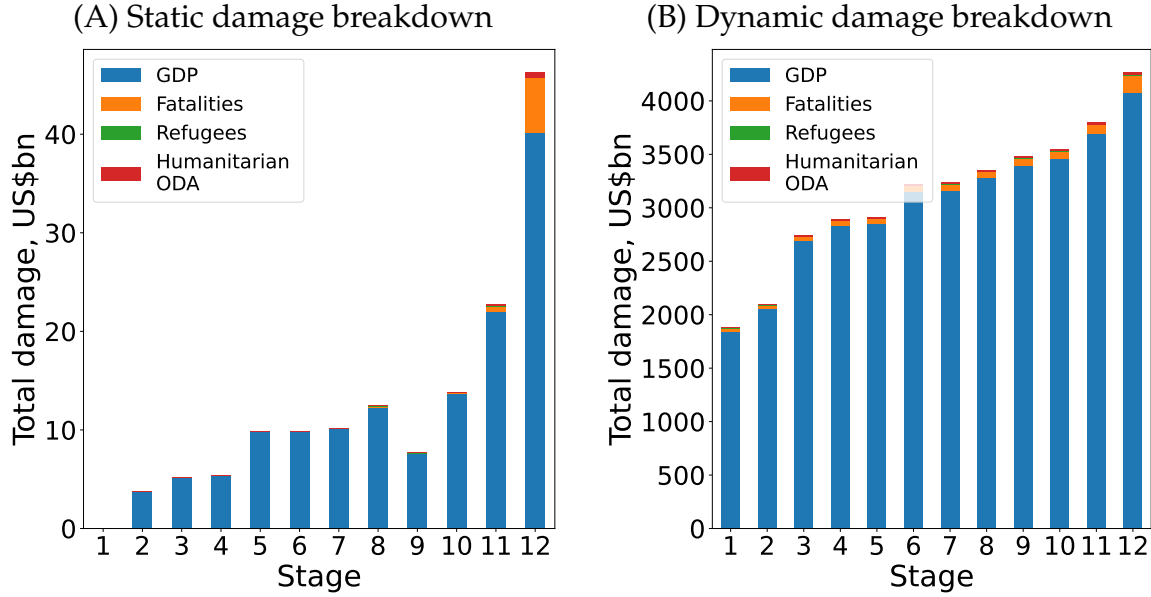 (A) Static damage breakdown
GDP
Fatalities
Refugees
Humanitarian
ODA
Total damage, US$bn
40
30
20
10
0
1 2 3 4 5 6 7 8 9 10 11 12
Stage
(B) Dynamic damage breakdown
GDP
Fatalities
Refugees
Humanitarian
ODA
Total damage, US$bn
4000
3500
3000
2500
2000
1500
1000
500
0
1 2 3 4 5 6 7 8 9 10 11 12
Stage